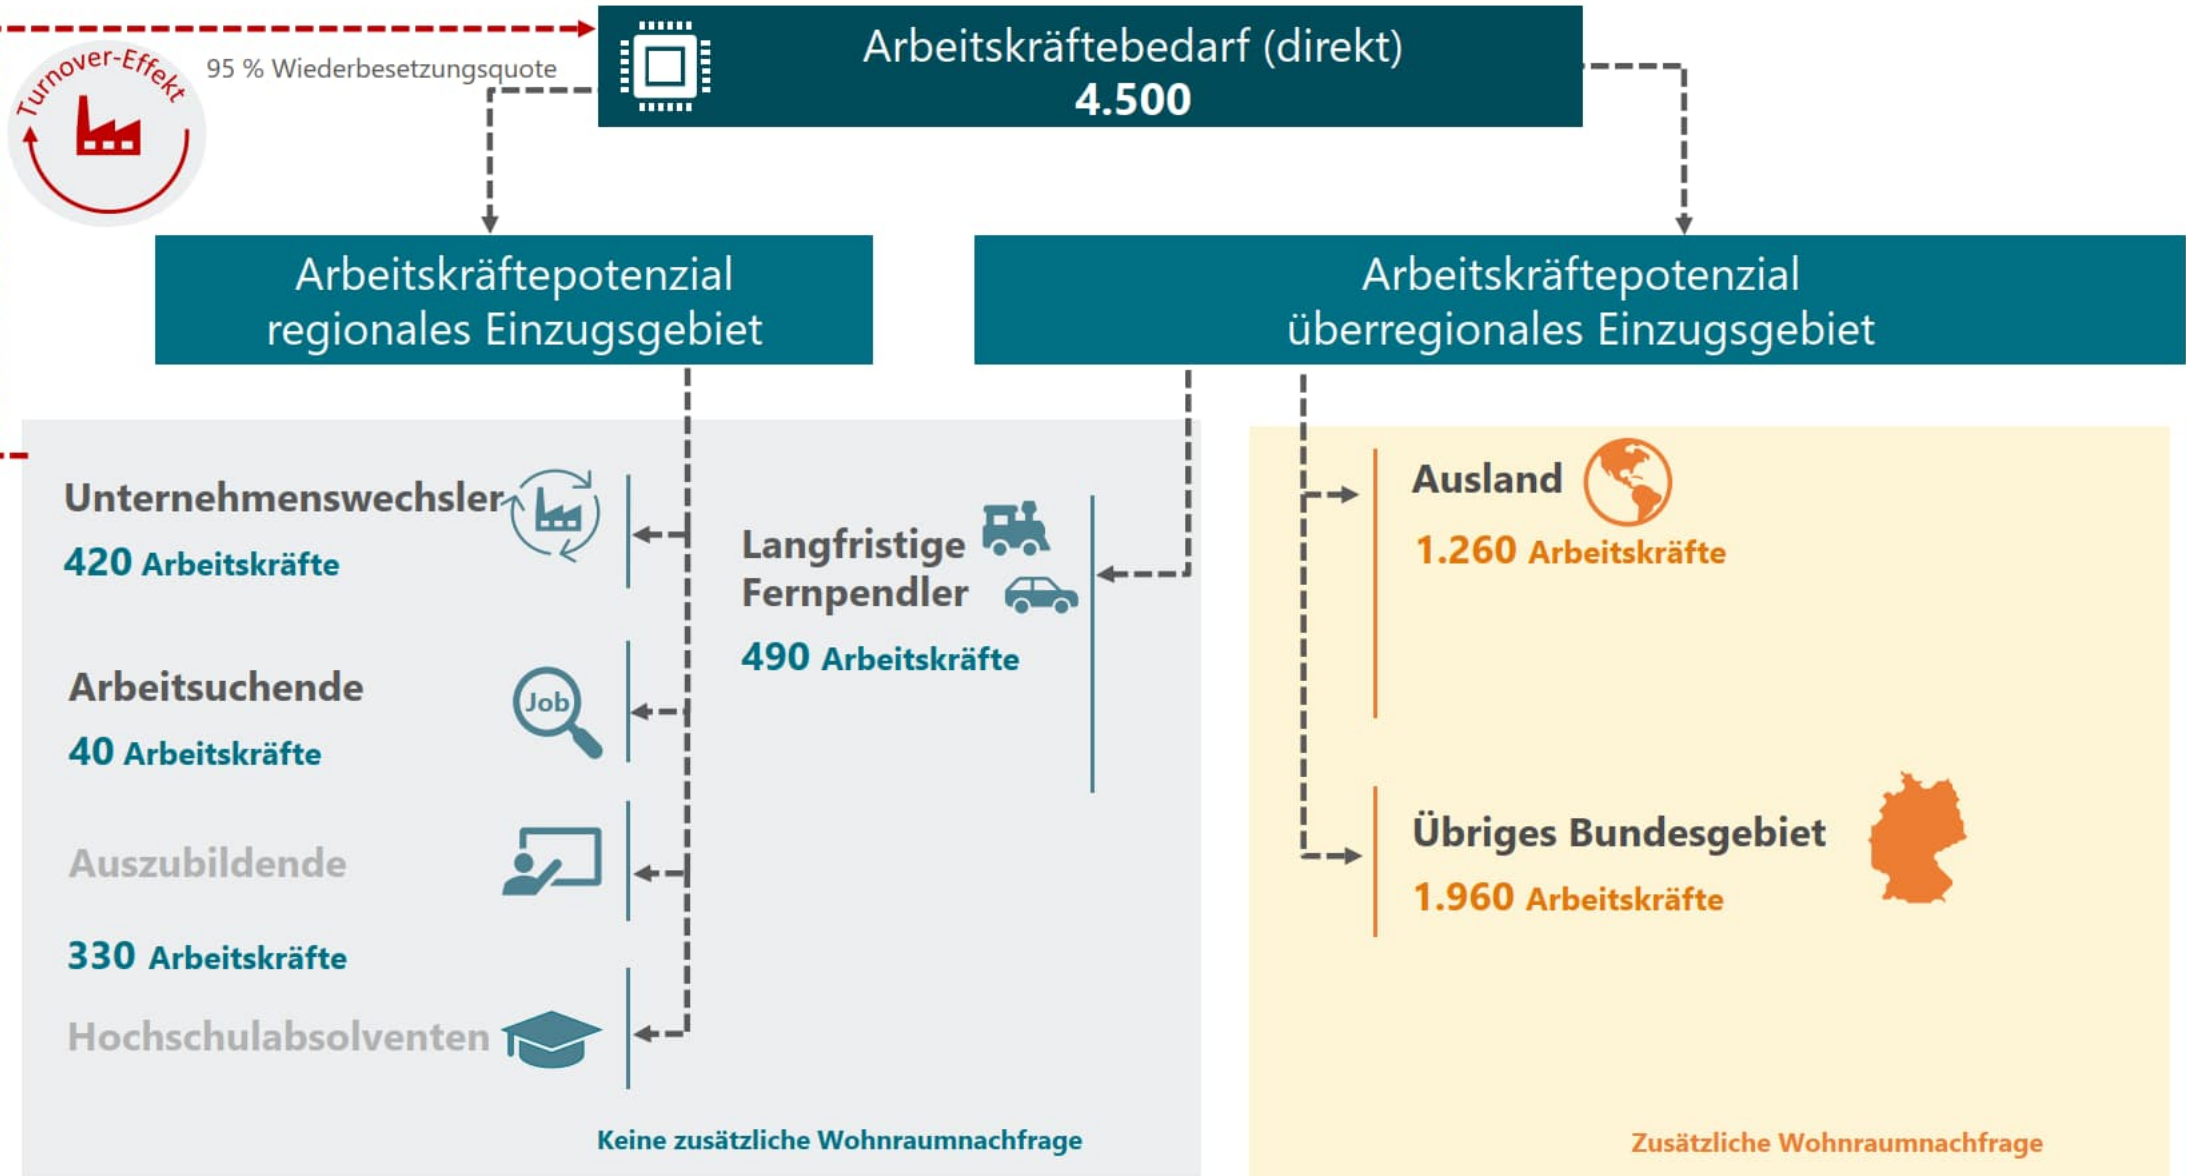 Turnover-Effekt
95 % Wiederbesetzungsquote
Arbeitskräftebedarf (direkt)
4.500
Arbeitskräftepotenzial
regionales Einzugsgebiet
Arbeitskräftepotenzial
überregionales Einzugsgebiet
Unternehmenswechsler
420 Arbeitskräfte
Arbeitsuchende
Job
40 Arbeitskräfte
Auszubildende
330 Arbeitskräfte
Hochschulabsolventen
Langfristige
Fernpendler
490 Arbeitskräfte
Keine zusätzliche Wohnraumnachfrage
Ausland
1.260 Arbeitskräfte
Übriges Bundesgebiet
1.960 Arbeitskräfte
Zusätzliche Wohnraumnachfrage